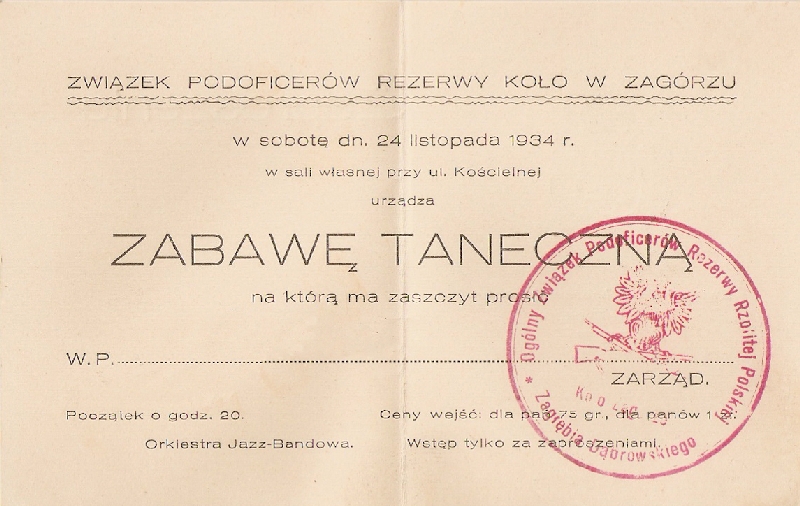 ZWIĄZEK PODOFICERÓW REZERWY KOŁO W ZAGÓRZU
w sobotę dn. 24 listopada 1934 r.
w sali własnej przy ul. Kościelnej
urządza
ZABAWĘ TANECZNĄ
na którą ma zaszczyt prosić
W. P.
ZARZĄD.
Początek o godz. 20.
Ceny wejść: dla pań 75 gr., dla panów 1 zł.
Orkiestra Jazz-Bandowa.
Wstęp tylko za zaproszeniami.
* Ogólny Związek Podoficerów Rezerwy Rzplitej Polskiej
Zagłębia Dąbrowskiego